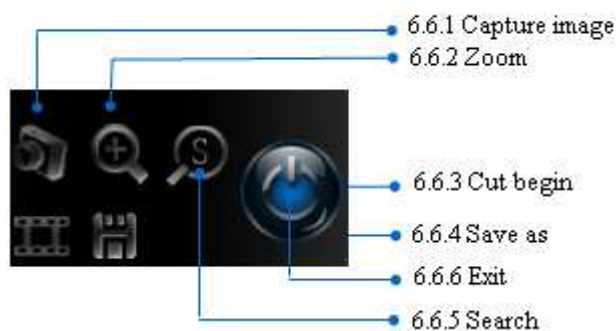 6.6.1 Capture image
6.6.2 Zoom
S
6.6.3 Cut begin
6.6.4 Save as
6.6.6 Exit
6.6.5 Search